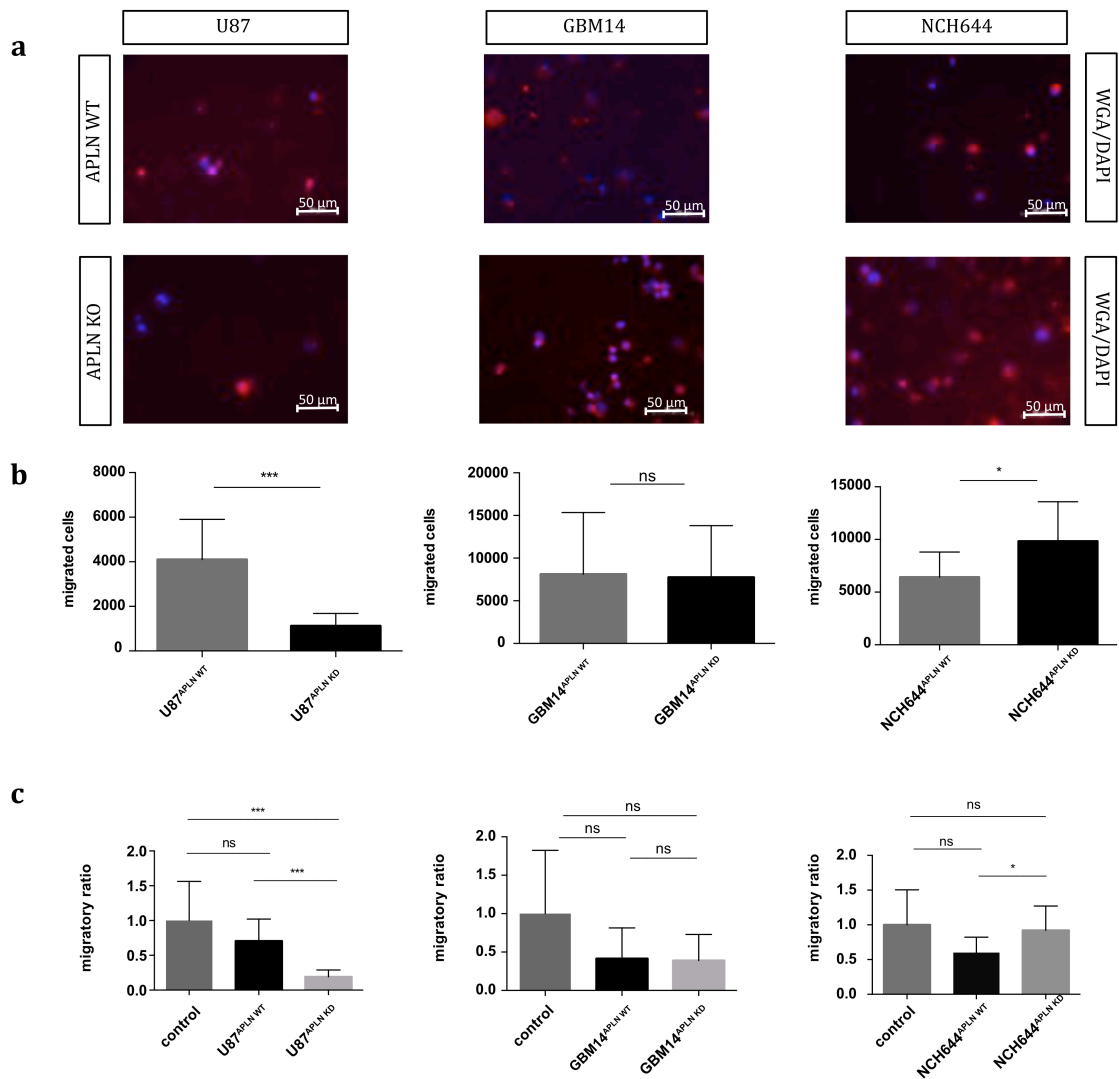 U87
GBM14
NCH644
a
APLN WT
50 µm
50 µm
50 µm
WGA/DAPI
APLN KO
50 µm
50 µm
50 µm
WGA/DAPI
b
migrated cells
8000
6000
4000
2000
0
***
U87APLN WT
U87APLN KD
migrated cells
20000
15000
10000
5000
0
ns
GBM14APLN WT
GBM14APLN KD
migrated cells
15000
10000
5000
0
*
NCH644APLN WT
NCH644APLN KD
c
migratory ratio
2.0
1.5
1.0
0.5
0.0
***
ns
***
control
U87APLN WT
U87APLN KD
migratory ratio
2.0
1.5
1.0
0.5
0.0
ns
ns
ns
control
GBM14APLN WT
GBM14APLN KD
migratory ratio
2.0
1.5
1.0
0.5
0.0
ns
ns
*
control
NCH644APLN WT
NCH644APLN KD